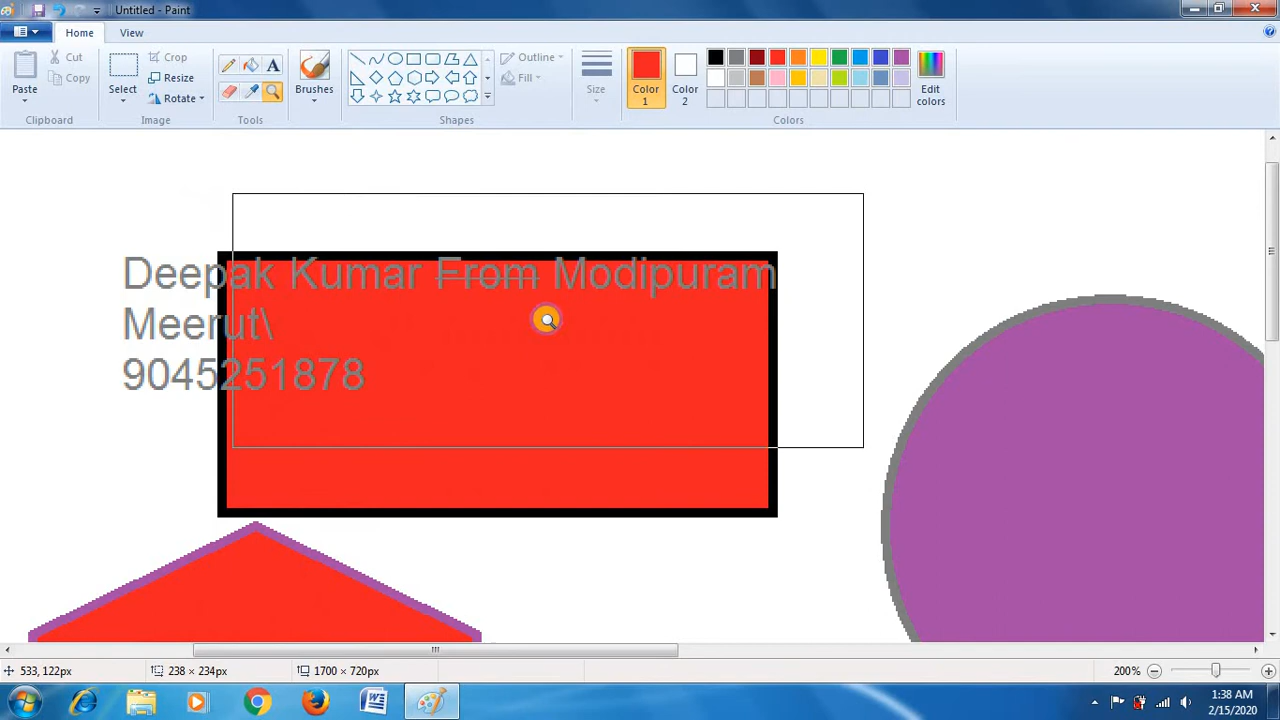 Untitled - Paint
Home
View
Paste
Cut
Copy
Clipboard
Select
Crop
Resize
Rotate
Image
Tools
Brushes
Shapes
Outline
Fill
Size
Color 1
Color 2
Edit colors
Colors
Deepak Kumar From Modipuram
Meerut\
9045251878
533, 122px
238 × 234px
1700 × 720px
200%
1:38 AM
2/15/2020